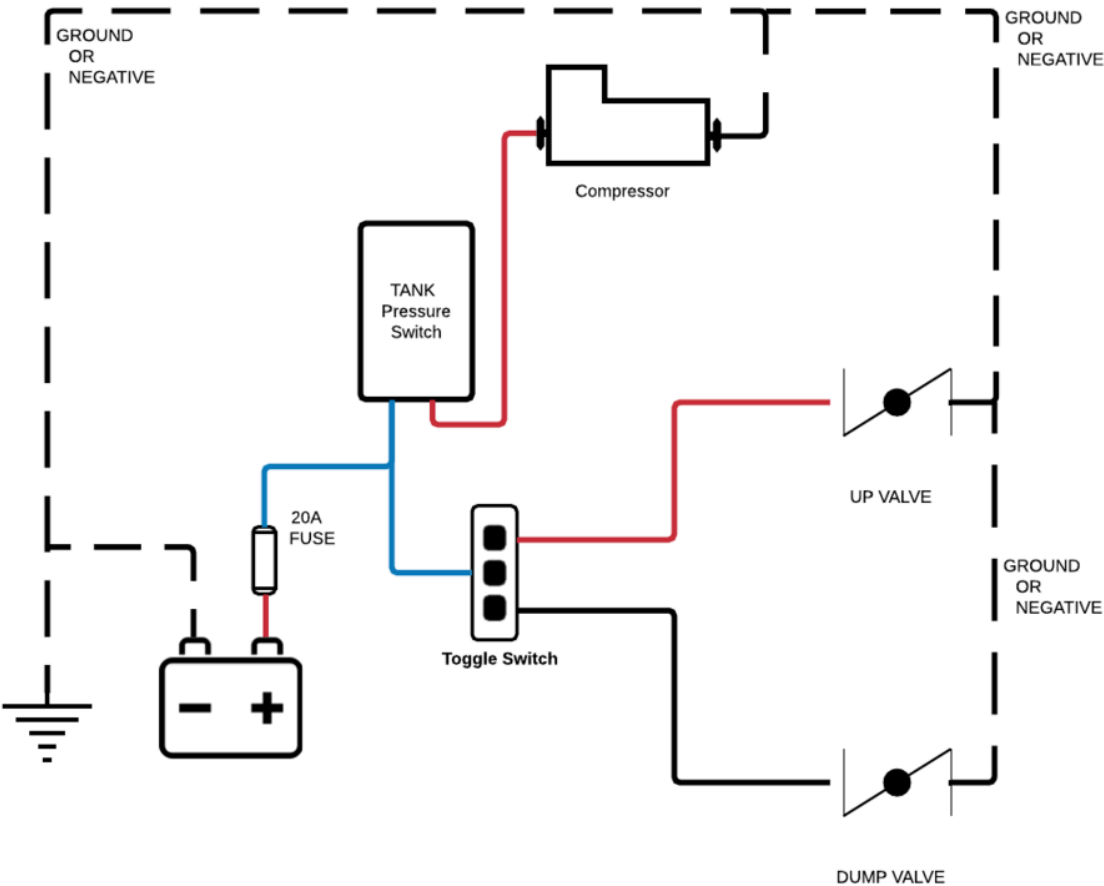 GROUND
OR
NEGATIVE
GROUND
OR
NEGATIVE
Compressor
TANK
Pressure
Switch
UP VALVE
20A
FUSE
GROUND
OR
NEGATIVE
Toggle Switch
DUMP VALVE